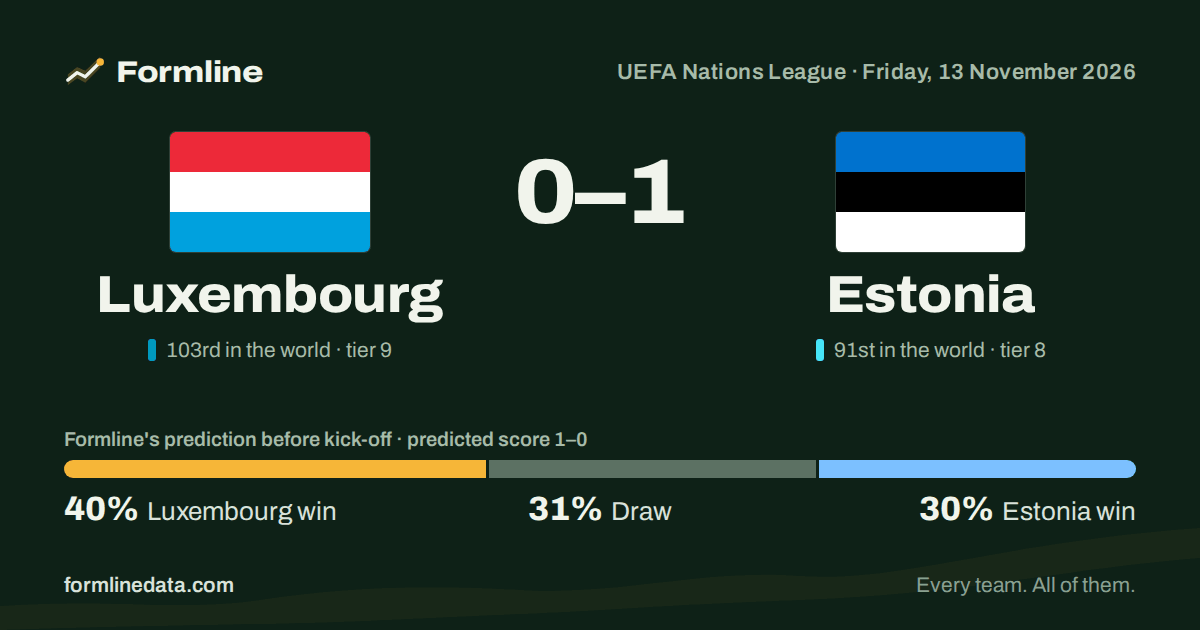 Formline
UEFA Nations League · Friday, 13 November 2026
0–1
Luxembourg
Estonia
103rd in the world · tier 9
91st in the world · tier 8
Formline's prediction before kick-off · predicted score 1–0
40% Luxembourg win
31% Draw
30% Estonia win
formlinedata.com
Every team. All of them.